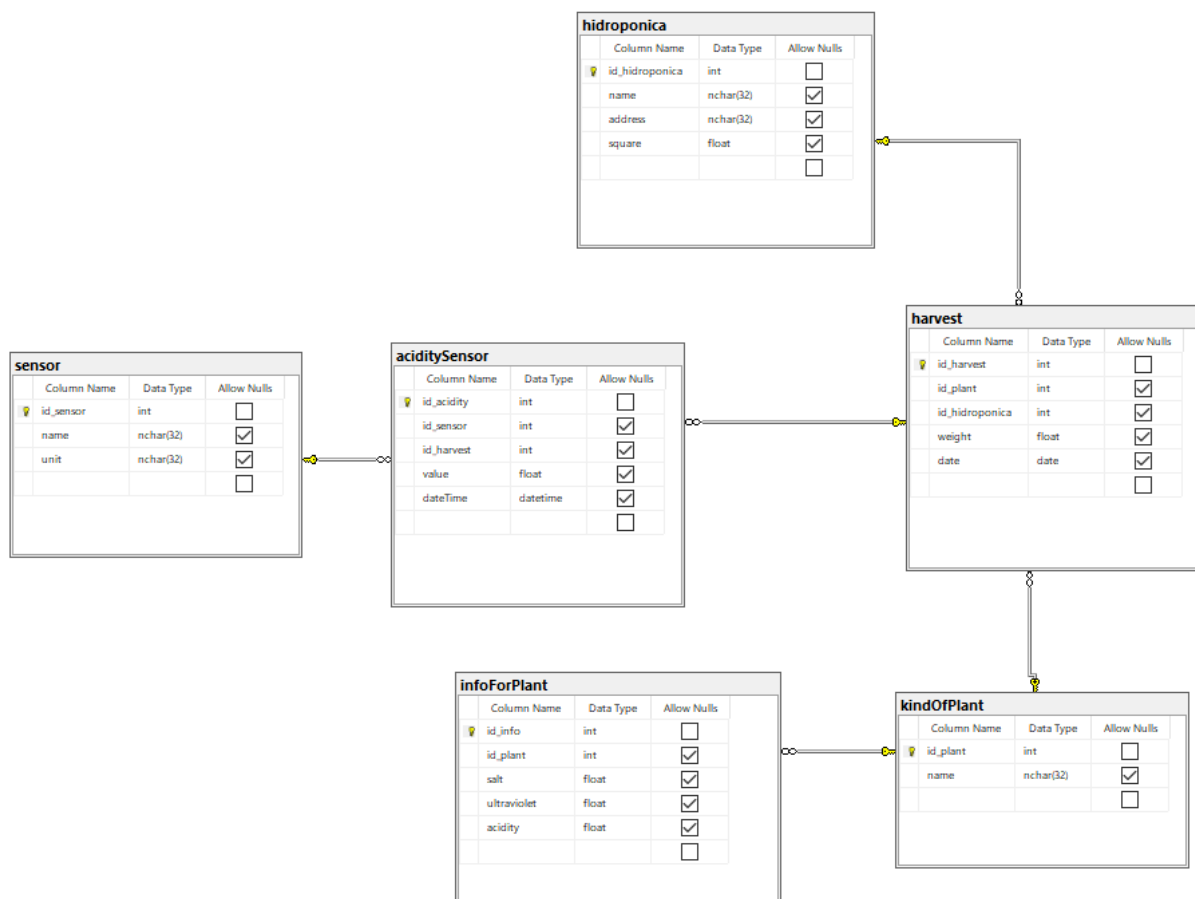 hidroponica
Column Name Data Type Allow Nulls
id_hidroponica int
name nchar(32)
address nchar(32)
square float
harvest
Column Name Data Type Allow Nulls
id_harvest int
id_plant int
id_hidroponica int
weight float
date date
sensor
Column Name Data Type Allow Nulls
id_sensor int
name nchar(32)
unit nchar(32)
aciditySensor
Column Name Data Type Allow Nulls
id_acidity int
id_sensor int
id_harvest int
value float
dateTime datetime
infoForPlant
Column Name Data Type Allow Nulls
id_info int
id_plant int
salt float
ultraviolet float
acidity float
kindOfPlant
Column Name Data Type Allow Nulls
id_plant int
name nchar(32)